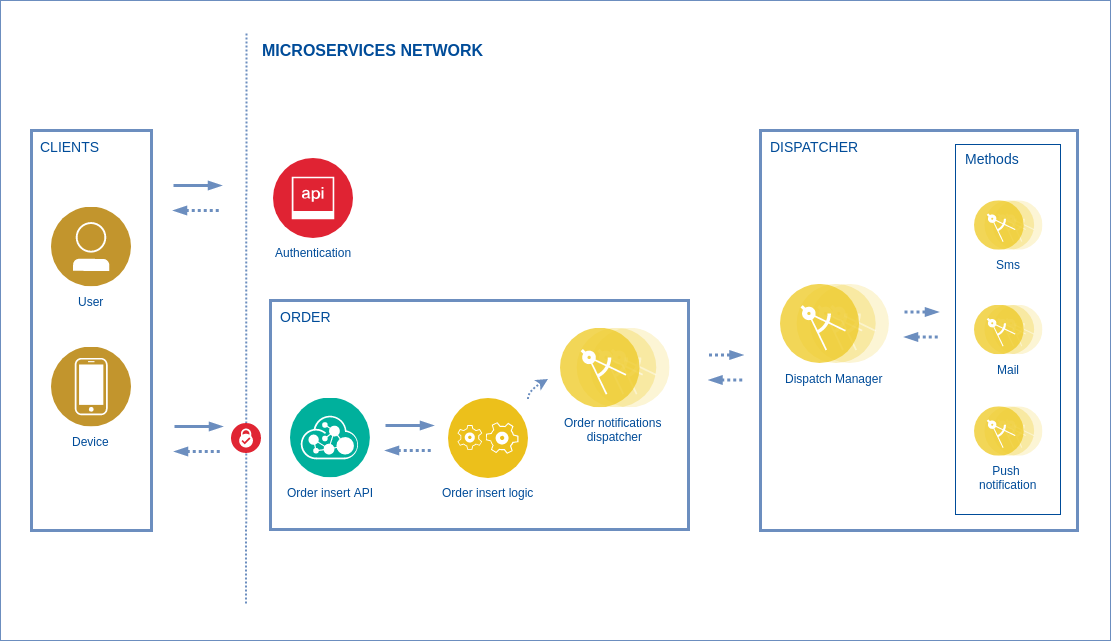 MICROSERVICES NETWORK
CLIENTS
User
Device
api
Authentication
ORDER
Order insert API
Order insert logic
Order notifications
dispatcher
DISPATCHER
Dispatch Manager
Methods
Sms
Mail
Push
notification